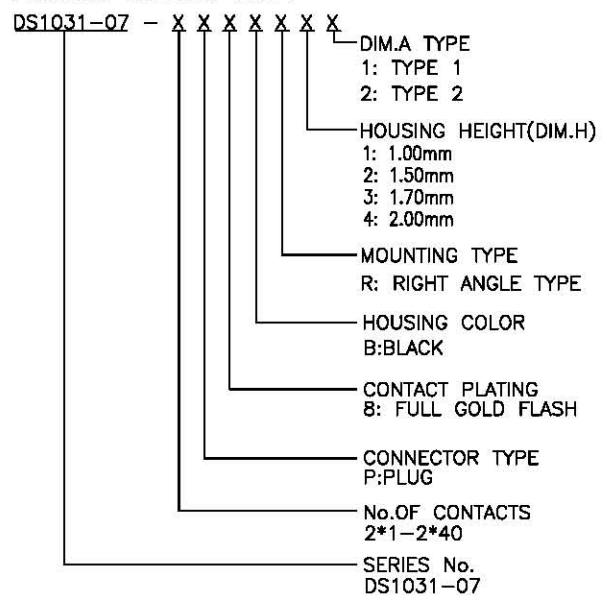 DS1031-07 - X X X X X X X
DIM.A TYPE
1: TYPE 1
2: TYPE 2
HOUSING HEIGHT(DIM.H)
1: 1.00mm
2: 1.50mm
3: 1.70mm
4: 2.00mm
MOUNTING TYPE
R: RIGHT ANGLE TYPE
HOUSING COLOR
B:BLACK
CONTACT PLATING
8: FULL GOLD FLASH
CONNECTOR TYPE
P:PLUG
No.OF CONTACTS
2*1-2*40
SERIES No.
DS1031-07